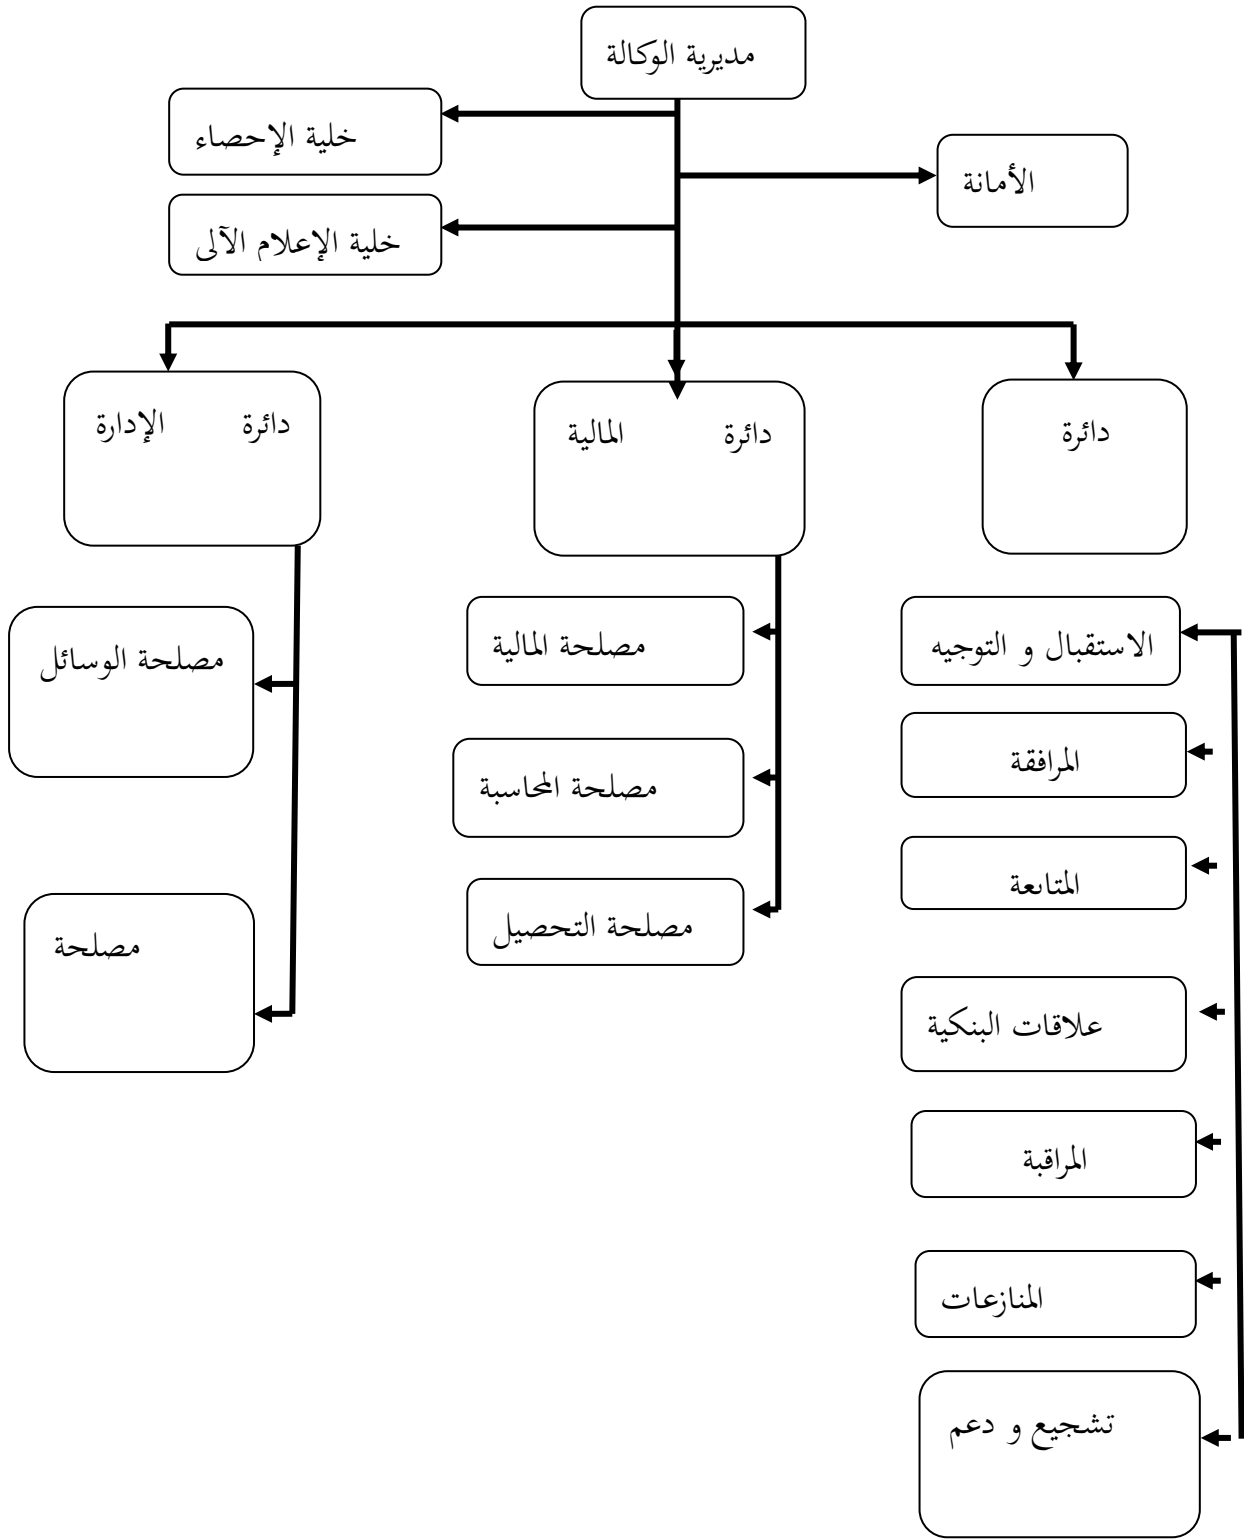 مديرية الوكالة
خلية الإحصاء
الأمانة
خلية الإعلام الآلى
دائرة
دائرة المالية
دائرة الإدارة
الاستقبال و التوجيه
المرافقة
المتابعة
علاقات البنكية
المراقبة
المنازعات
تشجيع و دعم
مصلحة المالية
مصلحة المحاسبة
مصلحة التحصيل
مصلحة الوسائل
مصلحة